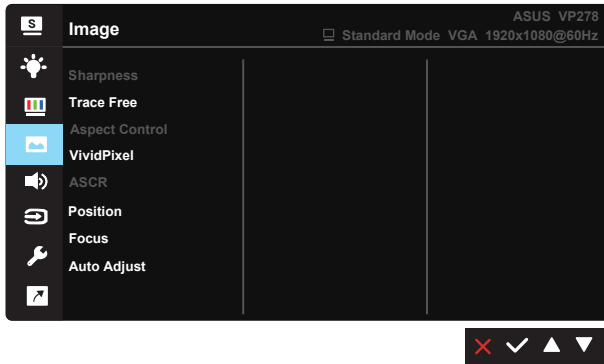 S
ASUS VP278
Image
Standard Mode VGA 1920x1080@60Hz
Sharpness
Trace Free
Aspect Control
VividPixel
ASCR
Position
Focus
Auto Adjust